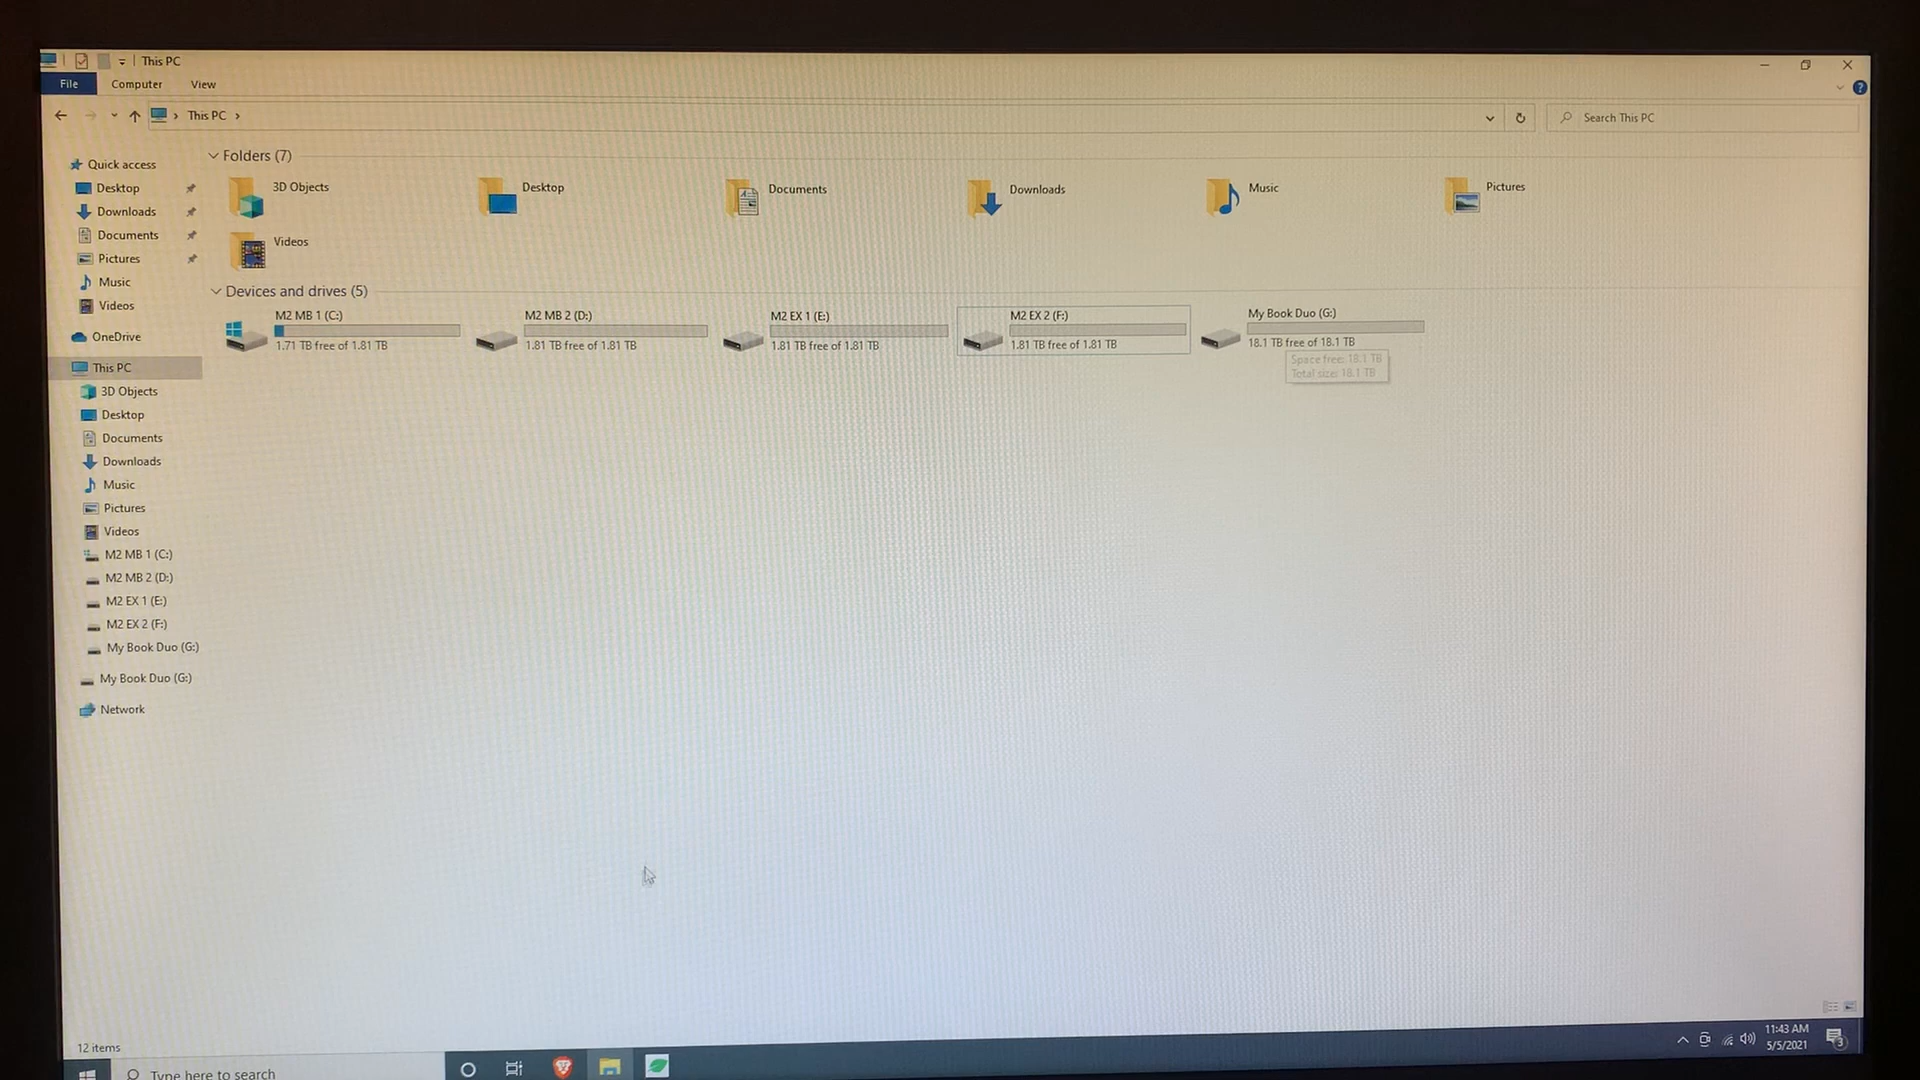 This PC
File Computer View
This PC
Search This PC
Quick access
Desktop
Downloads
Documents
Pictures
Music
Videos
OneDrive
This PC
3D Objects
Desktop
Documents
Downloads
Music
Pictures
Videos
M2 MB 1 (C:)
M2 MB 2 (D:)
M2 EX 1 (E:)
M2 EX 2 (F:)
My Book Duo (G:)
My Book Duo (G:)
Network
Folders (7)
3D Objects
Desktop
Documents
Downloads
Music
Pictures
Videos
Devices and drives (5)
M2 MB 1 (C:)
1.71 TB free of 1.81 TB
M2 MB 2 (D:)
1.81 TB free of 1.81 TB
M2 EX 1 (E:)
1.81 TB free of 1.81 TB
M2 EX 2 (F:)
1.81 TB free of 1.81 TB
My Book Duo (G:)
18.1 TB free of 18.1 TB
Space free: 18.1 TB
Total size: 18.1 TB
12 items
Type here to search
11:43 AM
5/5/2021
3